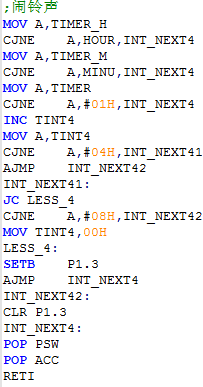 ;闹铃声
MOV A,TIMER_H
CJNE A,HOUR,INT_NEXT4
MOV A,TIMER_M
CJNE A,MINU,INT_NEXT4
MOV A,TIMER
CJNE A,#01H,INT_NEXT4
INC TINT4
MOV A,TINT4
CJNE A,#04H,INT_NEXT41
AJMP INT_NEXT42
INT_NEXT41:
JC LESS_4
CJNE A,#08H,INT_NEXT42
MOV TINT4,00H
LESS_4:
SETB P1.3
AJMP INT_NEXT4
INT_NEXT42:
CLR P1.3
INT_NEXT4:
POP PSW
POP ACC
RETI